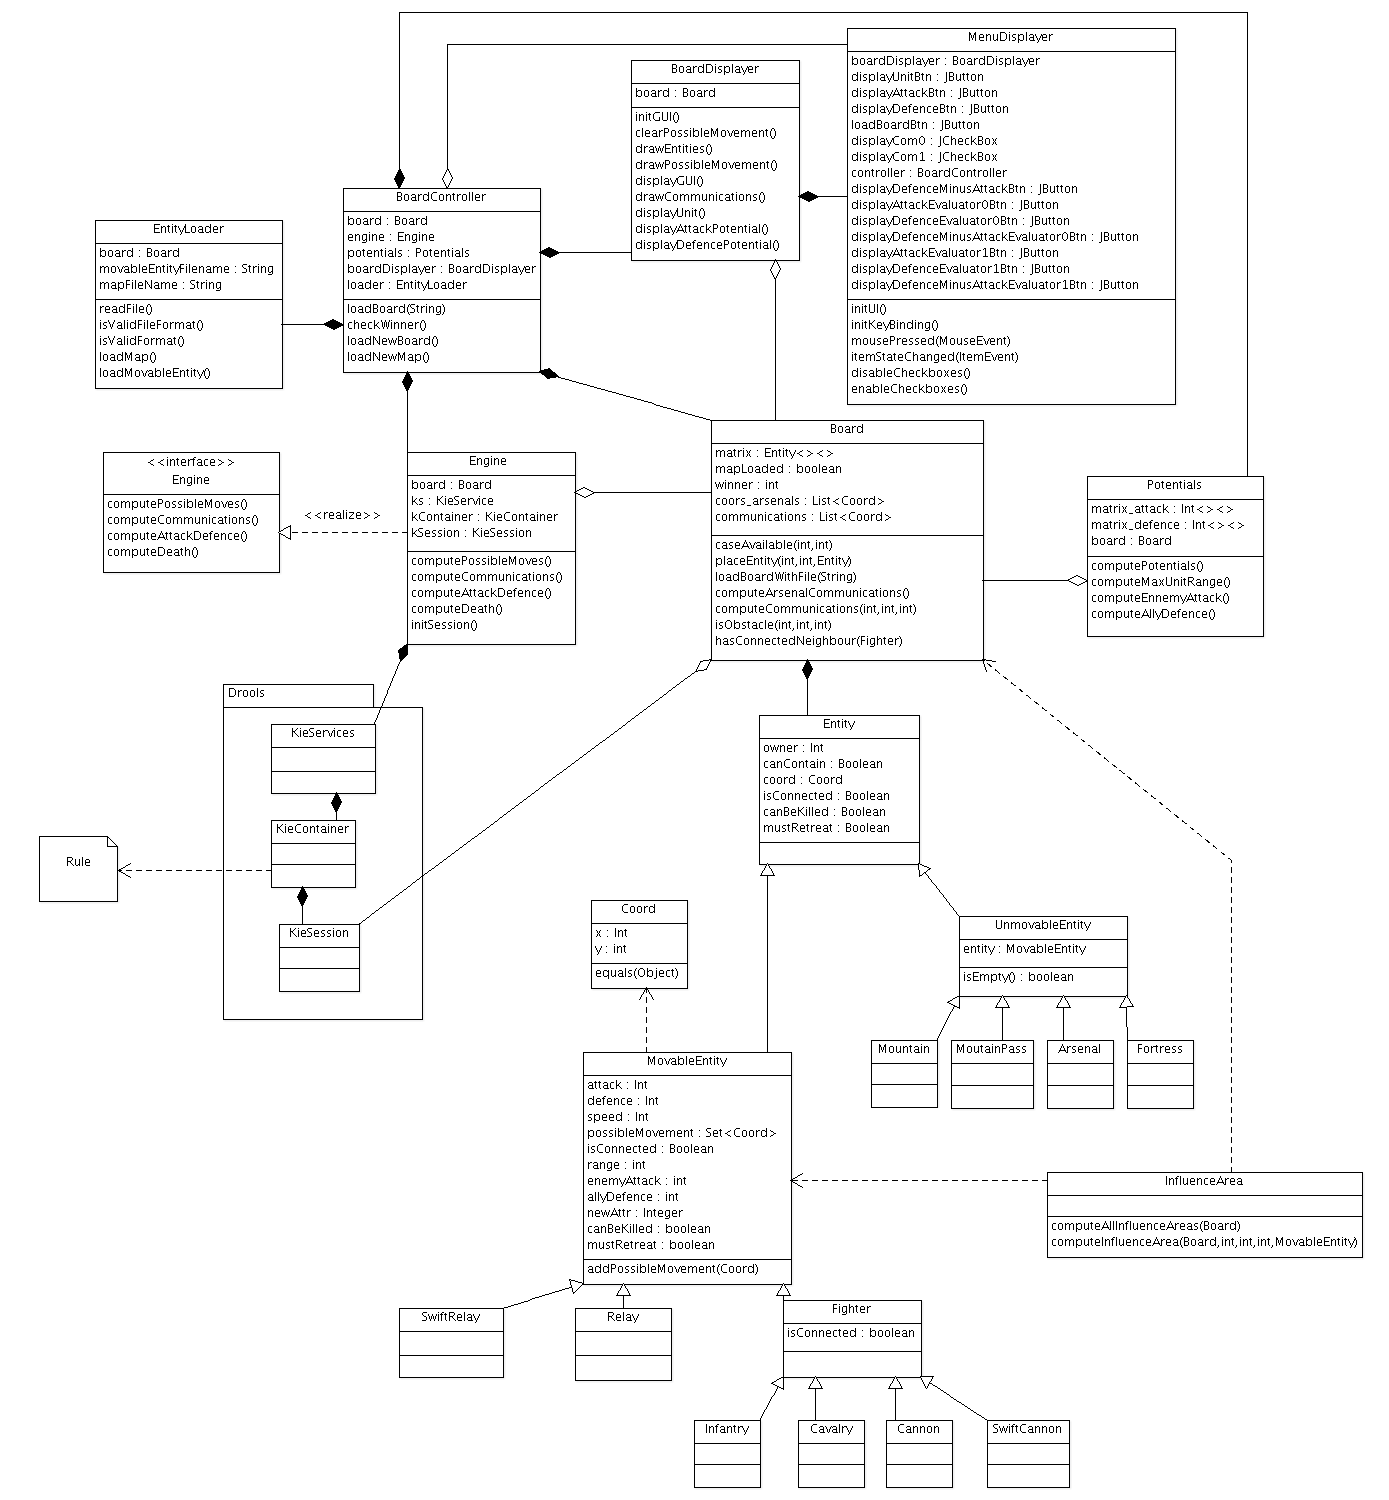 MenuDisplayer
boardDisplayer : BoardDisplayer
displayUnitBtn : JButton
displayAttackBtn : JButton
displayDefenceBtn : JButton
loadBoardBtn : JButton
displayCom0 : JCheckBox
displayCom1 : JCheckBox
controller : BoardController
displayDefenceMinusAttackBtn : JButton
displayAttackEvaluator0Btn : JButton
displayDefenceEvaluator0Btn : JButton
displayDefenceMinusAttackEvaluator0Btn : JButton
displayAttackEvaluator1Btn : JButton
displayDefenceEvaluator1Btn : JButton
displayDefenceMinusAttackEvaluator1Btn : JButton
initUI()
initKeyBinding()
mousePressed(MouseEvent)
itemStateChanged(ItemEvent)
disableCheckboxes()
enableCheckboxes()
BoardDisplayer
board : Board
initGUI()
clearPossibleMovement()
drawEntities()
drawPossibleMovement()
displayGUI()
drawCommunications()
displayUnit()
displayAttackPotential()
displayDefencePotential()
BoardController
board : Board
engine : Engine
potentials : Potentials
boardDisplayer : BoardDisplayer
loader : EntityLoader
loadBoard(String)
checkWinner()
loadNewBoard()
loadNewMap()
EntityLoader
board : Board
movableEntityFilename : String
mapFileName : String
readFile()
isValidFileFormat()
isValidFormat()
loadMap()
loadMovableEntity()
<<interface>>
Engine
computePossibleMoves()
computeCommunications()
computeAttackDefence()
computeDeath()
<<realize>>
Engine
board : Board
ks : KieService
kContainer : KieContainer
kSession : KieSession
computePossibleMoves()
computeCommunications()
computeAttackDefence()
computeDeath()
initSession()
Board
matrix : Entity<><>
mapLoaded : boolean
winner : int
coors_arsenals : List<Coord>
communications : List<Coord>
caseAvailable(int,int)
placeEntity(int,int,Entity)
loadBoardWithFile(String)
computeArsenalCommunications()
computeCommunications(int,int,int)
isObstacle(int,int,int)
hasConnectedNeighbour(Fighter)
Potentials
matrix_attack : Int<><>
matrix_defence : Int<><>
board : Board
computePotentials()
computeMaxUnitRange()
computeEnnemyAttack()
computeAllyDefence()
Drools
KieServices
KieContainer
KieSession
Rule
Entity
owner : Int
canContain : Boolean
coord : Coord
isConnected : Boolean
canBeKilled : Boolean
mustRetreat : Boolean
Coord
x : Int
y : int
equals(Object)
UnmovableEntity
entity : MovableEntity
isEmpty() : boolean
Mountain
MoutainPass
Arsenal
Fortress
MovableEntity
attack : Int
defence : Int
speed : Int
possibleMovement : Set<Coord>
isConnected : Boolean
range : int
enemyAttack : int
allyDefence : int
newAttr : Integer
canBeKilled : boolean
mustRetreat : boolean
addPossibleMovement(Coord)
InfluenceArea
computeAllInfluenceAreas(Board)
computeInfluenceArea(Board,int,int,int,MovableEntity)
SwiftRelay
Relay
Fighter
isConnected : boolean
Infantry
Cavalry
Cannon
SwiftCannon